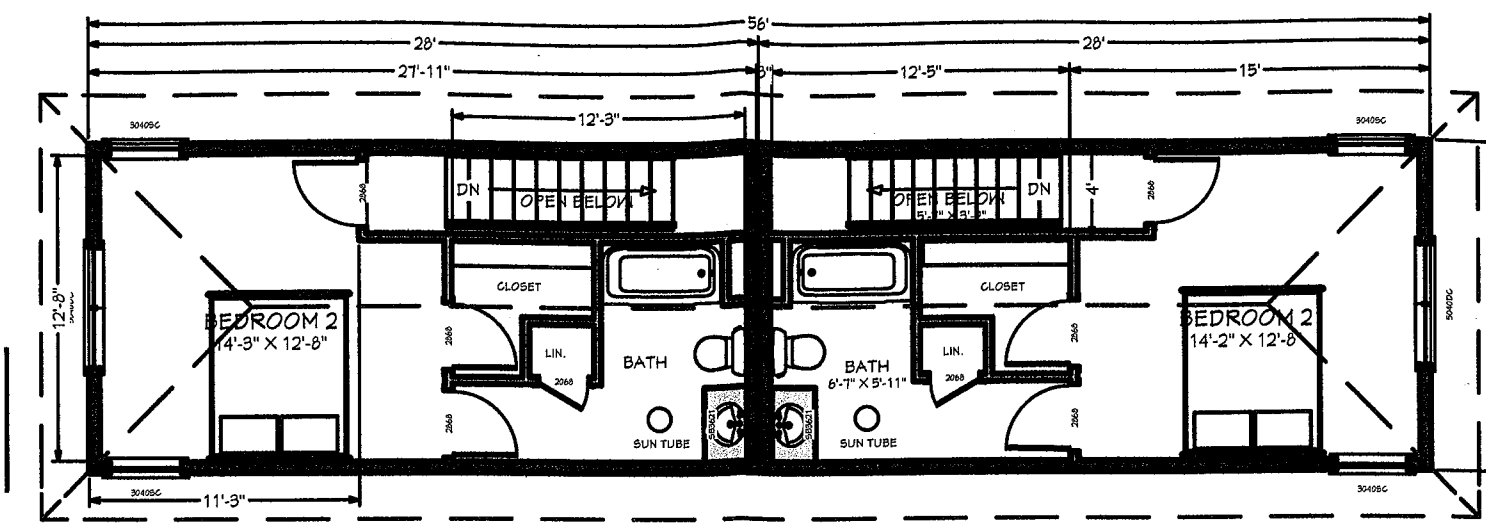 56'
28'
28'
27'-11"
12'-5"
15'
12'-3"
3040SC
3040SC
2868
DN
OPEN BELOW
OPEN BELOW
DN
4'
2868
12'-8"
CLOSET
CLOSET
BEDROOM 2
14'-3" X 12'-8"
2868
LIN.
2068
BATH
BATH
6'-7" X 5'-11"
LIN.
2068
2868
BEDROOM 2
14'-2" X 12'-8"
5040SC
2868
SUN TUBE
SUN TUBE
2868
3040SC
3040SC
11'-3"